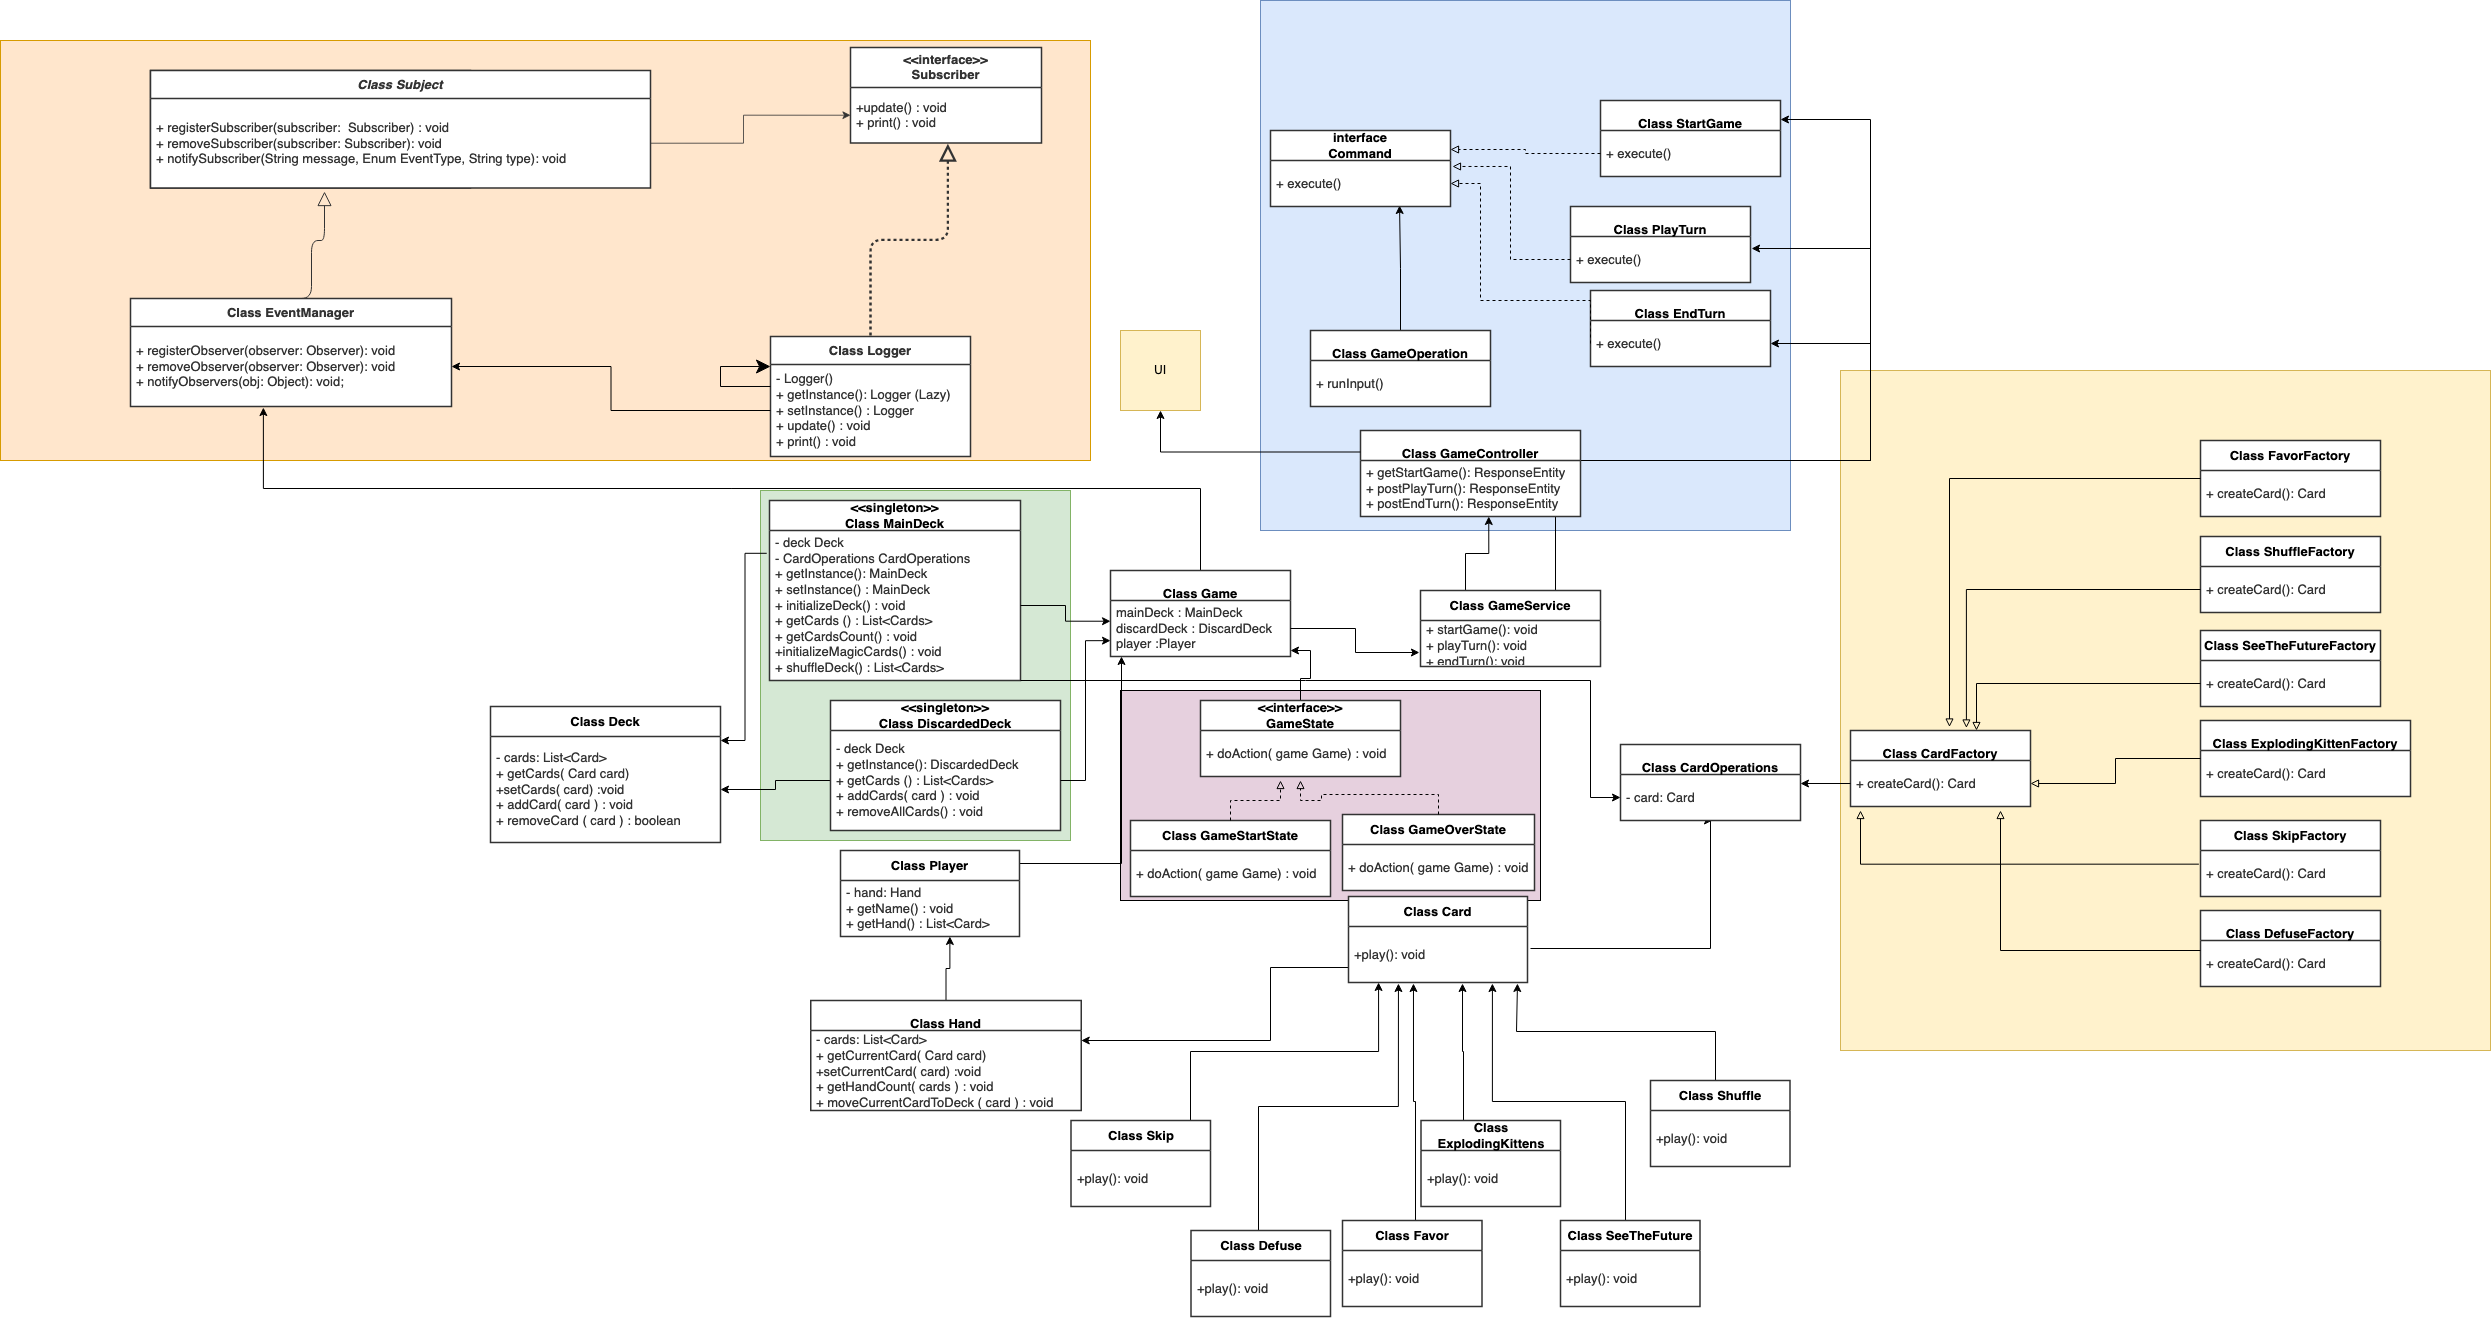 Class Subject
+ registerSubscriber(subscriber:  Subscriber) : void
+ removeSubscriber(subscriber: Subscriber): void
+ notifySubscriber(String message, Enum EventType, String type): void
<<interface>>
Subscriber
+update() : void
+ print() : void
Class EventManager
+ registerObserver(observer: Observer): void
+ removeObserver(observer: Observer): void
+ notifyObservers(obj: Object): void;
Class Logger
- Logger()
+ getInstance(): Logger (Lazy)
+ setInstance() : Logger
+ update() : void
+ print() : void
interface
Command
+ execute()
Class StartGame
+ execute()
Class PlayTurn
+ execute()
Class EndTurn
+ execute()
Class GameOperation
+ runInput()
UI
Class GameController
+ getStartGame(): ResponseEntity
+ postPlayTurn(): ResponseEntity
+ postEndTurn(): ResponseEntity
<<singleton>>
Class MainDeck
- deck Deck
- CardOperations CardOperations
+ getInstance(): MainDeck
+ setInstance() : MainDeck
+ initializeDeck() : void
+ getCards () : List<Cards>
+ getCardsCount() : void
+initializeMagicCards() : void
+ shuffleDeck() : List<Cards>
Class Game
mainDeck : MainDeck
discardDeck : DiscardDeck
player :Player
Class GameService
+ startGame(): void
+ playTurn(): void
+ endTurn(): void
Class Deck
- cards: List<Card>
+ getCards( Card card)
+setCards( card) :void
+ addCard( card ) : void
+ removeCard ( card ) : boolean
<<singleton>>
Class DiscardedDeck
- deck Deck
+ getInstance(): DiscardedDeck
+ getCards () : List<Cards>
+ addCards( card ) : void
+ removeAllCards() : void
<<interface>>
GameState
+ doAction( game Game) : void
Class GameStartState
+ doAction( game Game) : void
Class GameOverState
+ doAction( game Game) : void
Class CardOperations
- card: Card
Class CardFactory
+ createCard(): Card
Class FavorFactory
+ createCard(): Card
Class ShuffleFactory
+ createCard(): Card
Class SeeTheFutureFactory
+ createCard(): Card
Class ExplodingKittenFactory
+ createCard(): Card
Class SkipFactory
+ createCard(): Card
Class DefuseFactory
+ createCard(): Card
Class Player
- hand: Hand
+ getName() : void
+ getHand() : List<Card>
Class Card
+play(): void
Class Hand
- cards: List<Card>
+ getCurrentCard( Card card)
+setCurrentCard( card) :void
+ getHandCount( cards ) : void
+ moveCurrentCardToDeck ( card ) : void
Class Skip
+play(): void
Class
ExplodingKittens
+play(): void
Class Shuffle
+play(): void
Class Defuse
+play(): void
Class Favor
+play(): void
Class SeeTheFuture
+play(): void